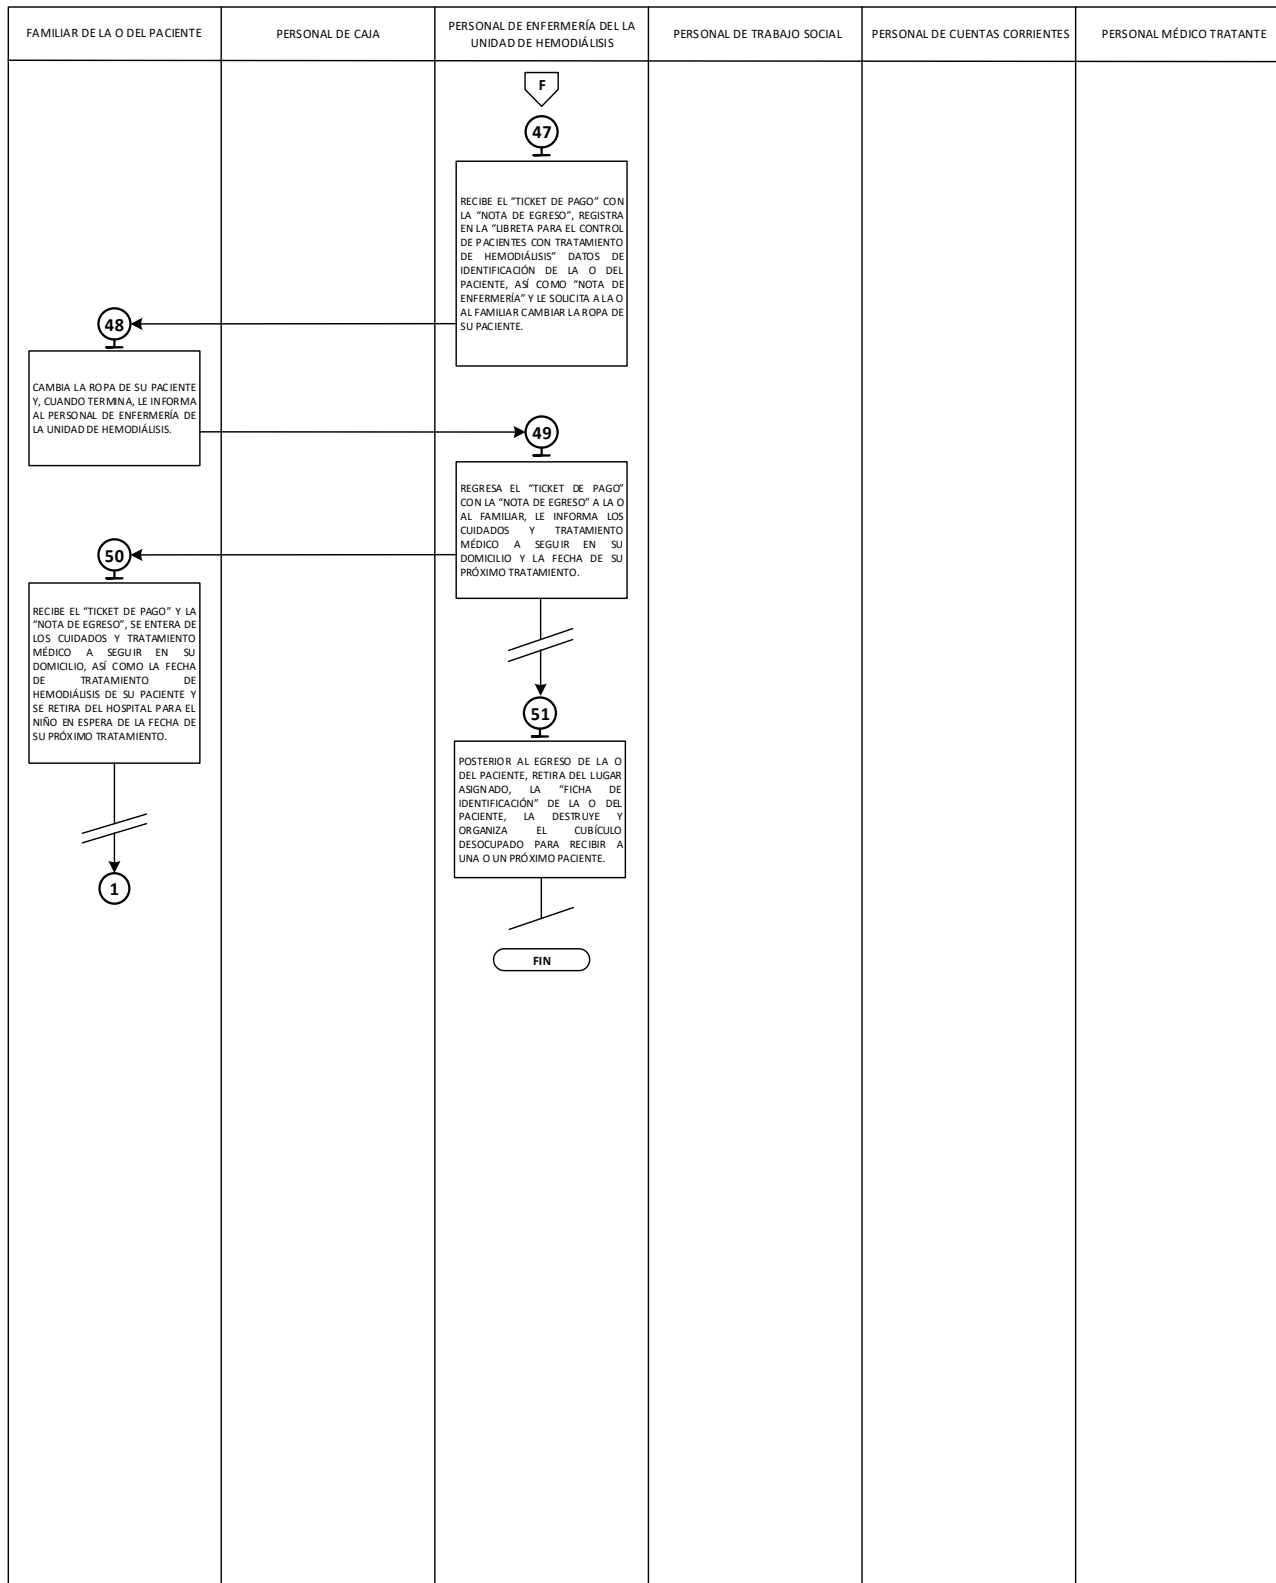 FAMILIAR DE LA O DEL PACIENTE
PERSONAL DE CAJA
PERSONAL DE ENFERMERÍA DEL LA
UNIDAD DE HEMODIÁLISIS
PERSONAL DE TRABAJO SOCIAL
PERSONAL DE CUENTAS CORRIENTES
PERSONAL MÉDICO TRATANTE
F
47
RECIBE EL “TICKET DE PAGO” CON
LA “NOTA DE EGRESO”, REGISTRA
EN LA “LIBRETA PARA EL CONTROL
DE PACIENTES CON TRATAMIENTO
DE HEMODIÁLISIS” DATOS DE
IDENTIFICACIÓN DE LA O DEL
PACIENTE, ASÍ COMO “NOTA DE
ENFERMERÍA” Y LE SOLICITA A LA O
AL FAMILIAR CAMBIAR LA ROPA DE
SU PACIENTE.
48
CAMBIA LA ROPA DE SU PACIENTE
Y, CUANDO TERMINA, LE INFORMA
AL PERSONAL DE ENFERMERÍA DE
LA UNIDAD DE HEMODIÁLISIS.
49
REGRESA EL “TICKET DE PAGO”
CON LA “NOTA DE EGRESO” A LA O
AL FAMILIAR, LE INFORMA LOS
CUIDADOS Y TRATAMIENTO
MÉDICO A SEGUIR EN SU
DOMICILIO Y LA FECHA DE SU
PRÓXIMO TRATAMIENTO.
50
RECIBE EL “TICKET DE PAGO” Y LA
“NOTA DE EGRESO”, SE ENTERA DE
LOS CUIDADOS Y TRATAMIENTO
MÉDICO A SEGUIR EN SU
DOMICILIO, ASÍ COMO LA FECHA
DE TRATAMIENTO DE
HEMODIÁLISIS DE SU PACIENTE Y
SE RETIRA DEL HOSPITAL PARA EL
NIÑO EN ESPERA DE LA FECHA DE
SU PRÓXIMO TRATAMIENTO.
51
POSTERIOR AL EGRESO DE LA O
DEL PACIENTE, RETIRA DEL LUGAR
ASIGNADO, LA “FICHA DE
IDENTIFICACIÓN” DE LA O DEL
PACIENTE, LA DESTRUYE Y
ORGANIZA EL CUBÍCULO
DESOCUPADO PARA RECIBIR A
UNA O UN PRÓXIMO PACIENTE.
1
FIN